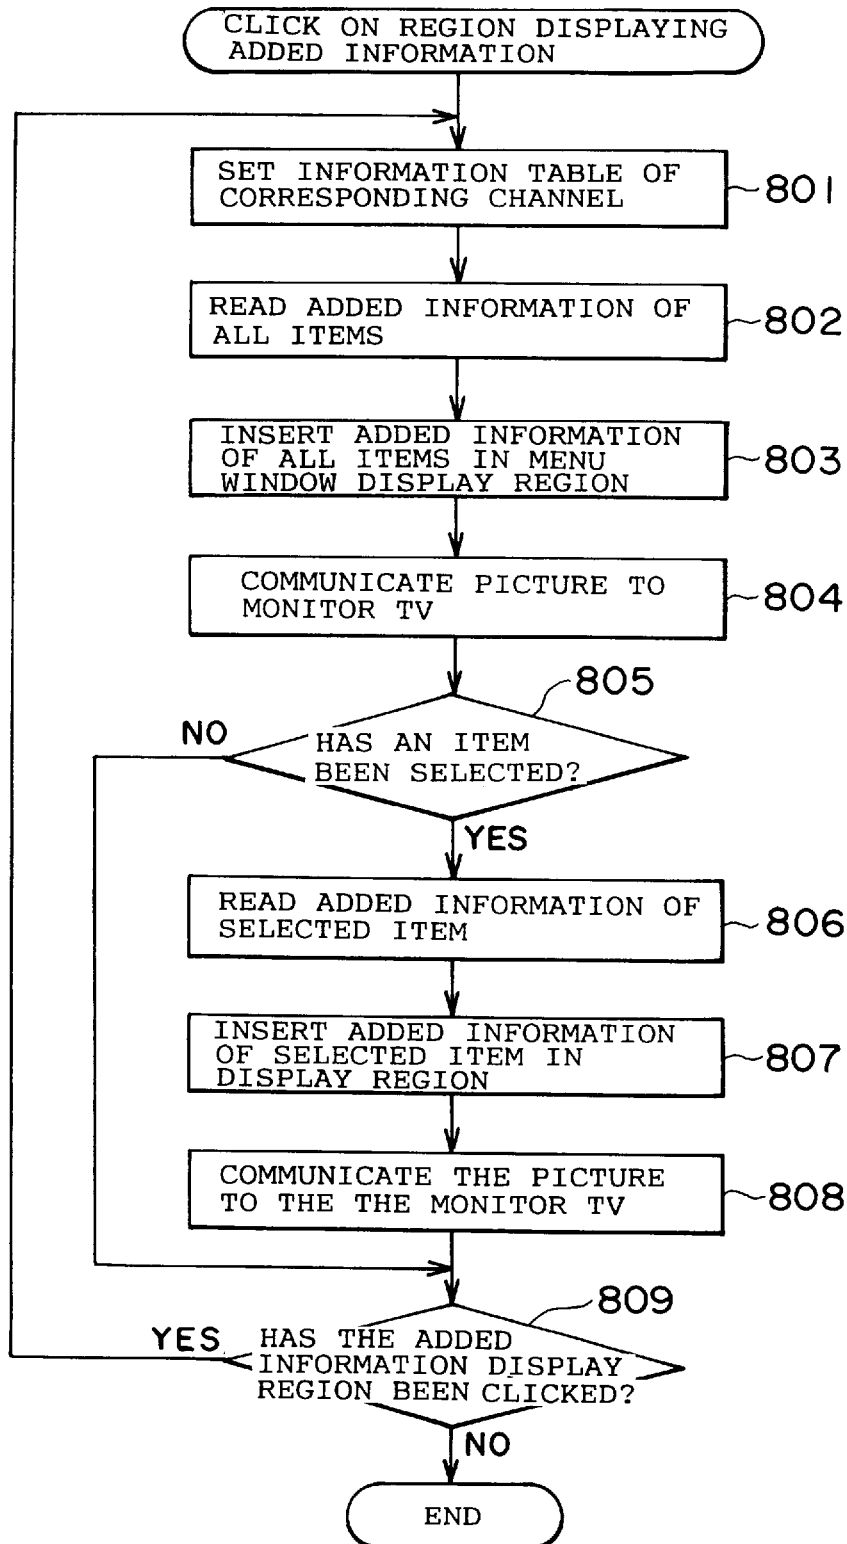 CLICK ON REGION DISPLAYING
ADDED INFORMATION
SET INFORMATION TABLE OF
CORRESPONDING CHANNEL
801
READ ADDED INFORMATION OF
ALL ITEMS
802
INSERT ADDED INFORMATION
OF ALL ITEMS IN MENU
WINDOW DISPLAY REGION
803
COMMUNICATE PICTURE TO
MONITOR TV
804
805
NO
HAS AN ITEM
BEEN SELECTED?
YES
READ ADDED INFORMATION OF
SELECTED ITEM
806
INSERT ADDED INFORMATION
OF SELECTED ITEM IN
DISPLAY REGION
807
COMMUNICATE THE PICTURE
TO THE THE MONITOR TV
808
809
YES
HAS THE ADDED
INFORMATION DISPLAY
REGION BEEN CLICKED?
NO
END